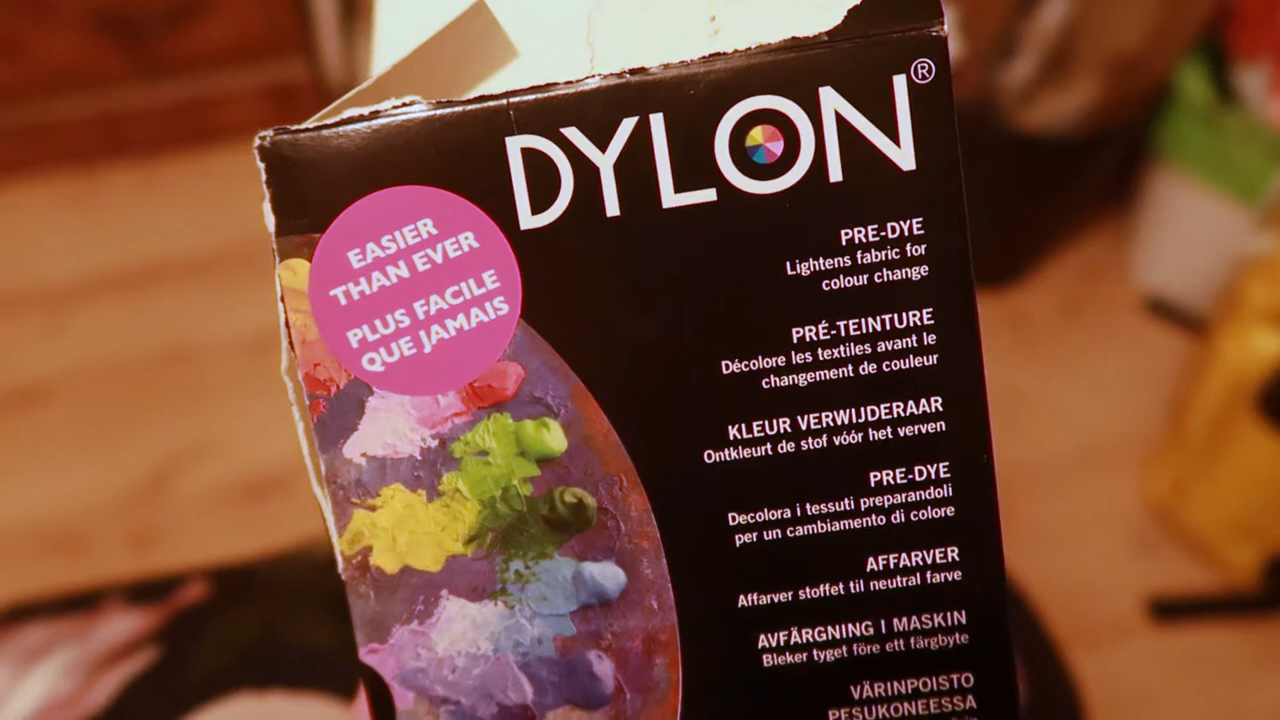 DYLON®
EASIER
THAN EVER
PLUS FACILE
QUE JAMAIS
PRE-DYE
Lightens fabric for
colour change
PRÉ-TEINTURE
Décolore les textiles avant le
changement de couleur
KLEUR VERWIJDERAAR
Ontkleurt de stof vóór het verven
PRE-DYE
Decolora i tessuti preparandoli
per un cambiamento di colore
AFFARVER
Affarver stoffet til neutral farve
AVFÄRGNING I MASKIN
Bleker tyget före ett färgbyte
VÄRINPOISTO
PESUKONEESSA